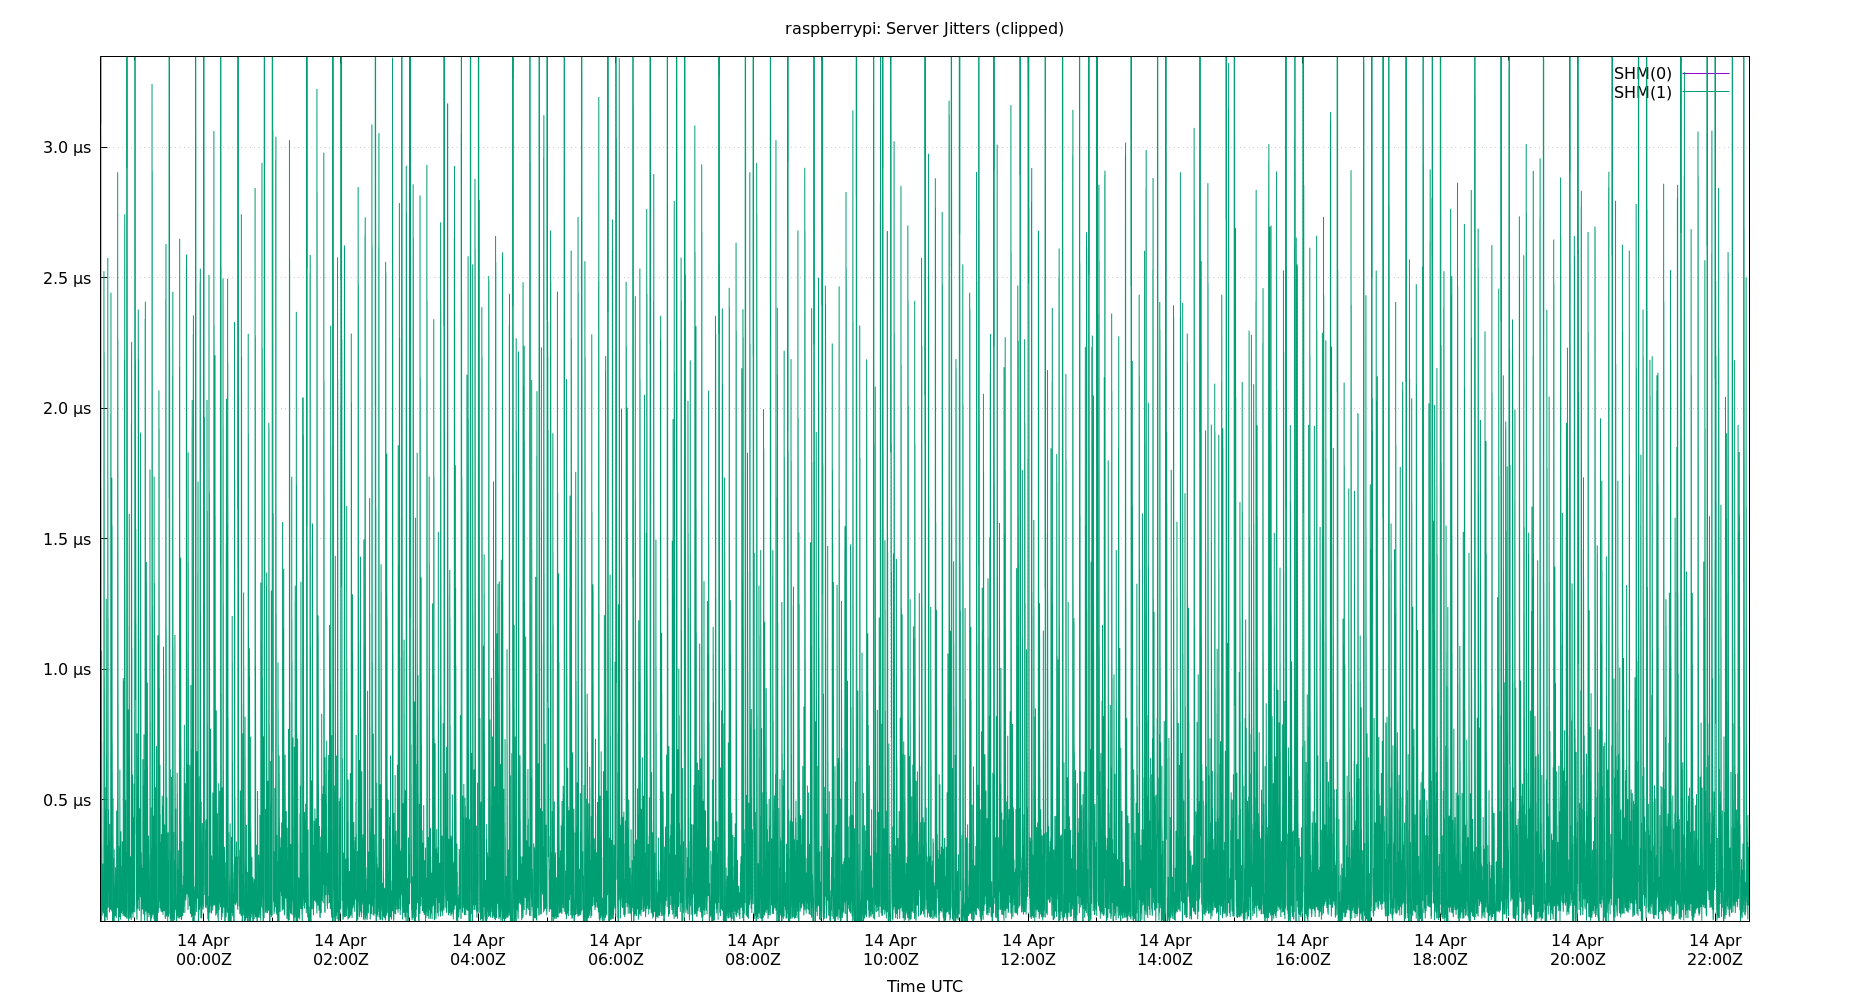 raspberrypi: Server Jitters (clipped)
SHM(0)
SHM(1)
3.0 µs
2.5 µs
2.0 µs
1.5 µs
1.0 µs
0.5 µs
14 Apr 14 Apr 14 Apr 14 Apr 14 Apr 14 Apr 14 Apr 14 Apr 14 Apr 14 Apr 14 Apr 14 Apr
00:00Z 02:00Z 04:00Z 06:00Z 08:00Z 10:00Z 12:00Z 14:00Z 16:00Z 18:00Z 20:00Z 22:00Z
Time UTC